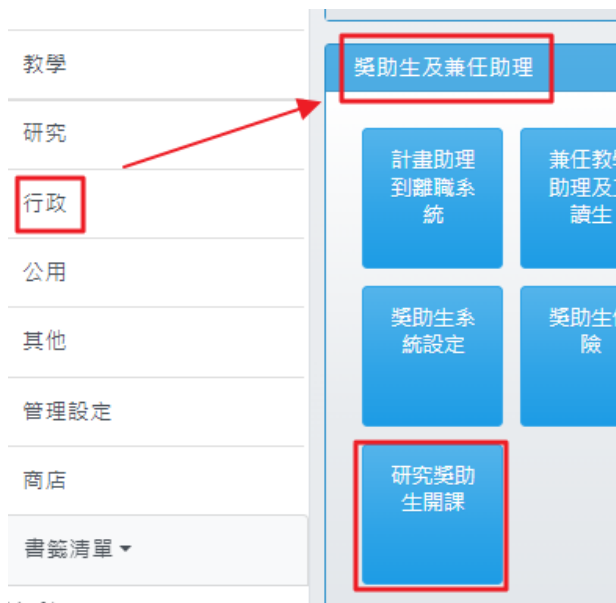 教學
研究
行政
公用
其他
管理設定
商店
書籤清單
獎助生及兼任助理
計畫助理
到離職系
統
兼任教
助理及
讀生
獎助生系
統設定
獎助生
險
研究獎助
生開課